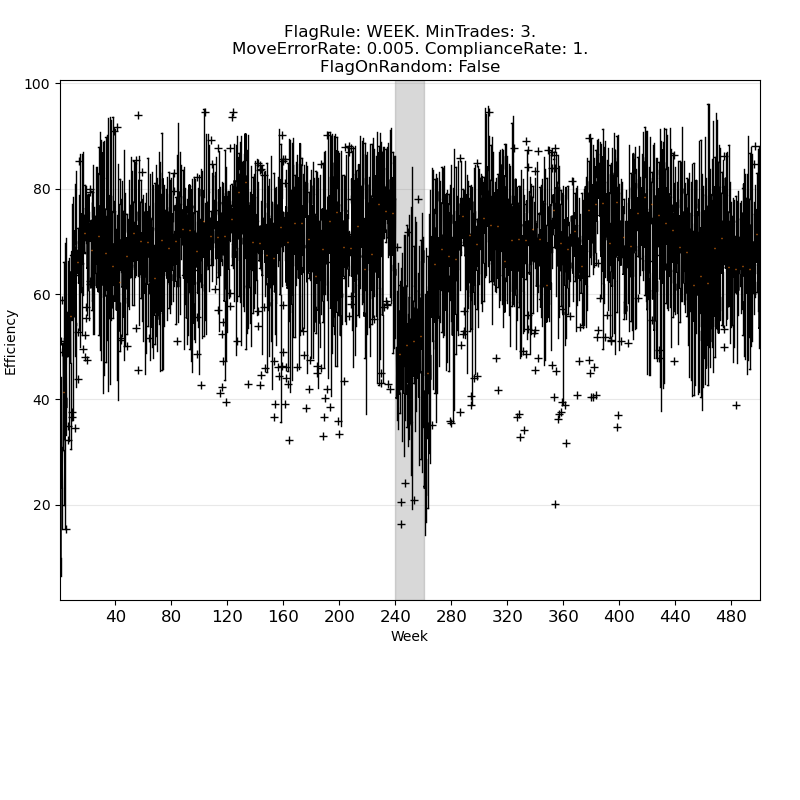 FlagRule: WEEK. MinTrades: 3.
MoveErrorRate: 0.005. ComplianceRate: 1.
FlagOnRandom: False
100
80
60
40
20
Efficiency
40 80 120 160 200 240 280 320 360 400 440 480
Week